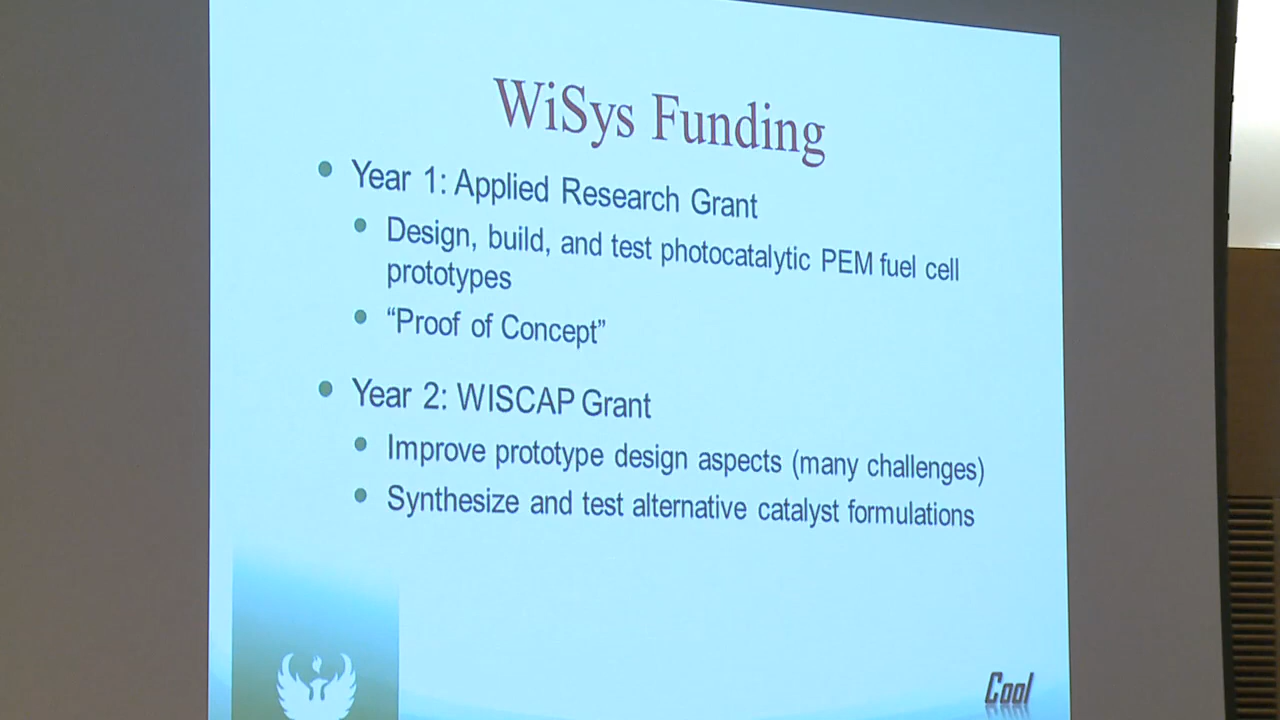 WiSys Funding
Year 1: Applied Research Grant
Design, build, and test photocatalytic PEM fuel cell
prototypes
“Proof of Concept”
Year 2: WISCAP Grant
Improve prototype design aspects (many challenges)
Synthesize and test alternative catalyst formulations
Cool